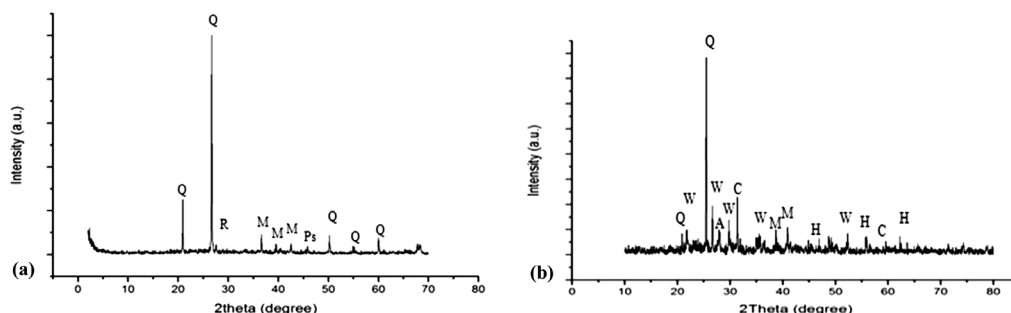 Q
Q
R
M
M
M
Ps
Q
Q
Q
Intensity (a.u.)
0 10 20 30 40 50 60 70 80
2theta (degree)
(a)
Q
Q
W
W
A
W
C
W
M
M
H
W
H
C
H
Intensity (a.u.)
0 10 20 30 40 50 60 70 80
2Theta (degree)
(b)